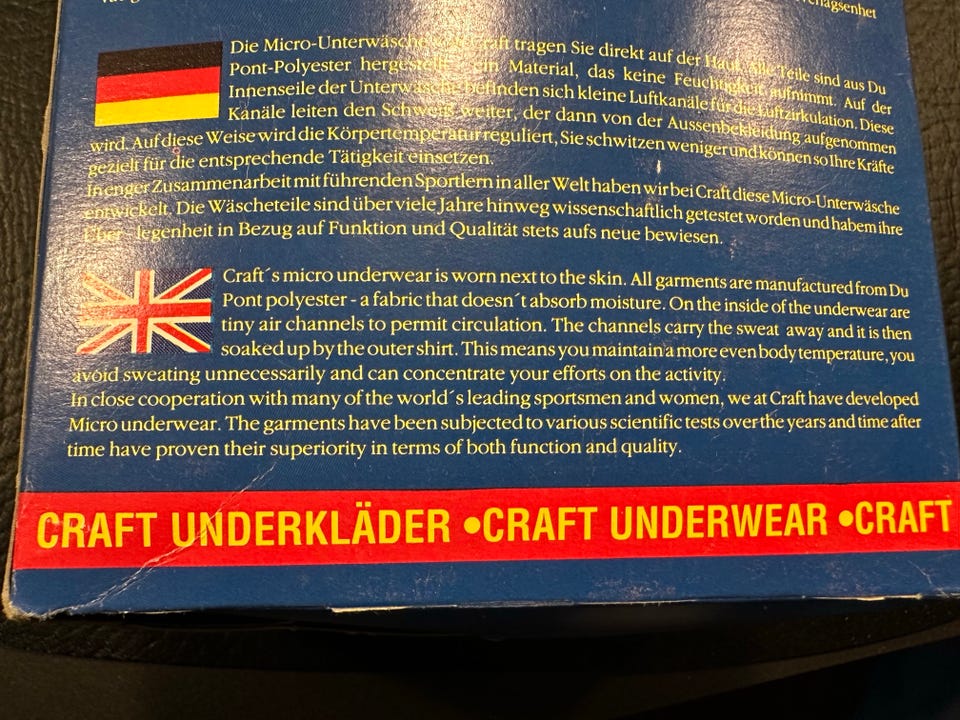 erlagsenhet
Die Micro-Unterwäsche Craft tragen Sie direkt auf der Haut. Alle Teile sind aus Du
Pont-Polyester hergestellt ein Material, das keine Feuchtigkeit aufnimmt. Auf der
Innenseile der Unterwäsche befinden sich kleine Luftkanäle für die Luftzirkulation. Diese
Kanäle leiten den Schweiß weiter, der dann von der Aussenbekleidung aufgenommen
wird. Auf diese Weise wird die Körpertemperatur reguliert, Sie schwitzen weniger und können so Ihre Kräfte
gezielt für die entsprechende Tätigkeit einsetzen.
In enger Zusammenarbeit mit führenden Sportlern in aller Welt haben wir bei Craft diese Micro-Unterwäsche
entwickelt. Die Wäscheteile sind über viele Jahre hinweg wissenschaftlich getestet worden und habem ihre
Über - legenheit in Bezug auf Funktion und Qualität stets aufs neue bewiesen.
Craft´s micro underwear is worn next to the skin. All garments are manufactured from Du
Pont polyester - a fabric that doesn´t absorb moisture. On the inside of the underwear are
tiny air channels to permit circulation. The channels carry the sweat away and it is then
soaked up by the outer shirt. This means you maintain a more even body temperature, you
avoid sweating unnecessarily and can concentrate your efforts on the activity.
In close cooperation with many of the world´s leading sportsmen and women, we at Craft have developed
Micro underwear. The garments have been subjected to various scientific tests over the years and time after
time have proven their superiority in terms of both function and quality.
CRAFT UNDERKLÄDER •CRAFT UNDERWEAR •CRAFT